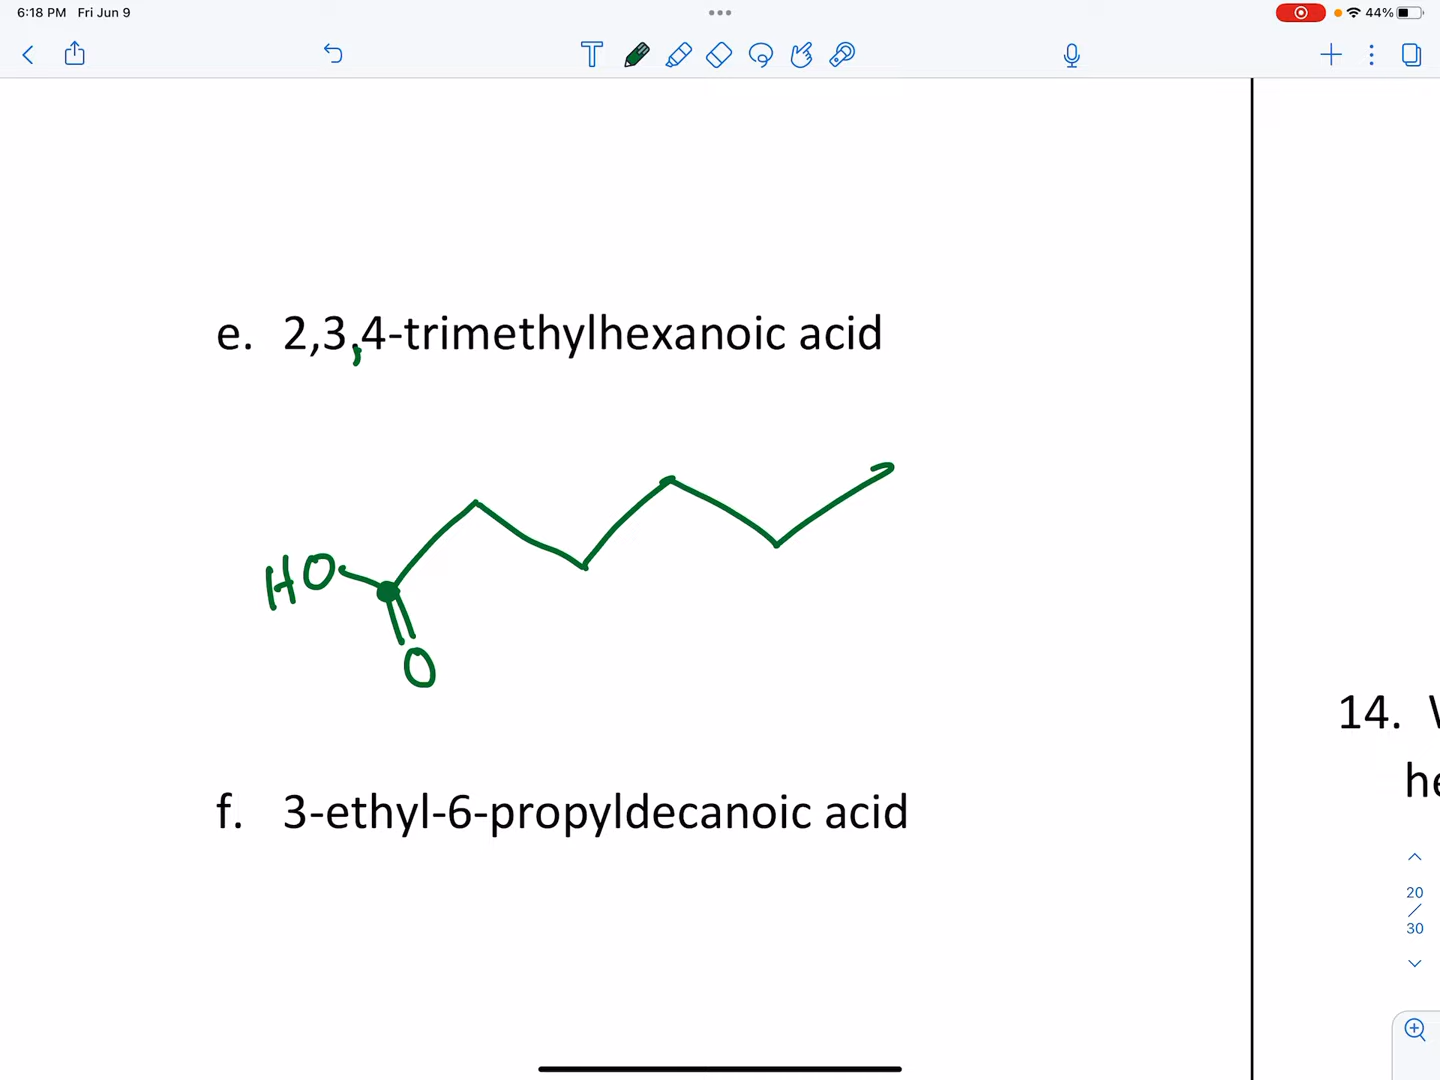 6:18 PM Fri Jun 9
44%
T
e. 2,3,4-trimethylhexanoic acid
HO
O
14.
he
f. 3-ethyl-6-propyldecanoic acid
20
/
30